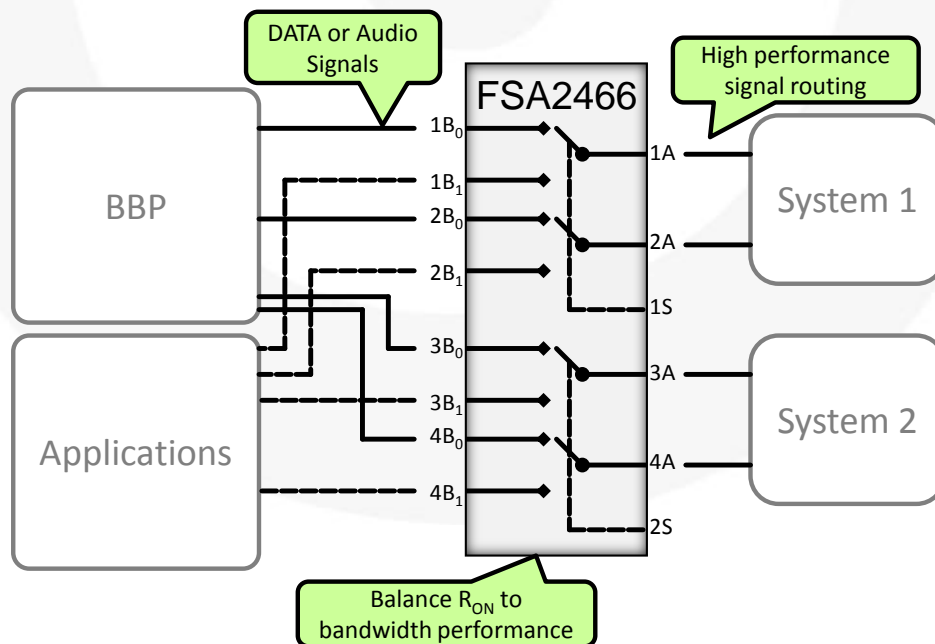 DATA or Audio
Signals
High performance
signal routing
FSA2466
BBP
Applications
1B₀
1B₁
2B₀
2B₁
3B₀
3B₁
4B₀
4B₁
1A
2A
1S
3A
4A
2S
System 1
System 2
Balance R_ON to
bandwidth performance